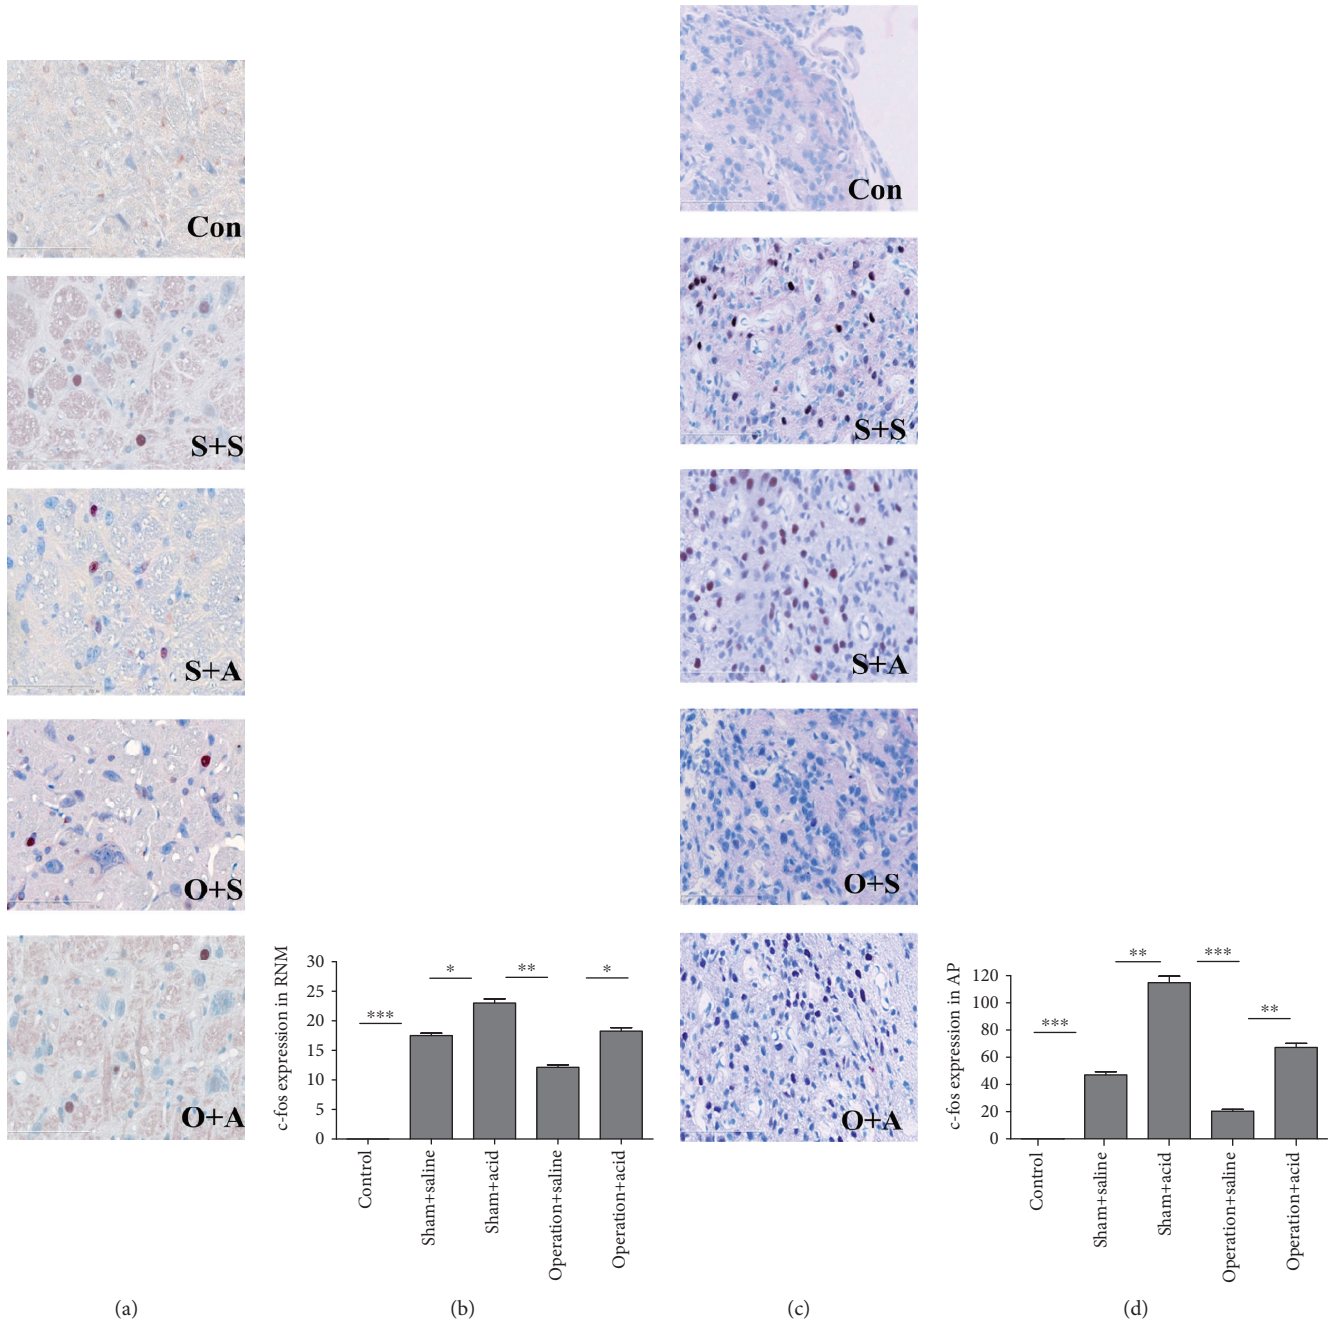 Con
S+S
S+A
O+S
O+A
c-fos expression in RNM
30
25
20
15
10
5
0
***
*
**
*
Control
Sham+saline
Sham+acid
Operation+saline
Operation+acid
Con
S+S
S+A
O+S
O+A
c-fos expression in AP
120
100
80
60
40
20
0
***
**
***
**
Control
Sham+saline
Sham+acid
Operation+saline
Operation+acid
(a)
(b)
(c)
(d)